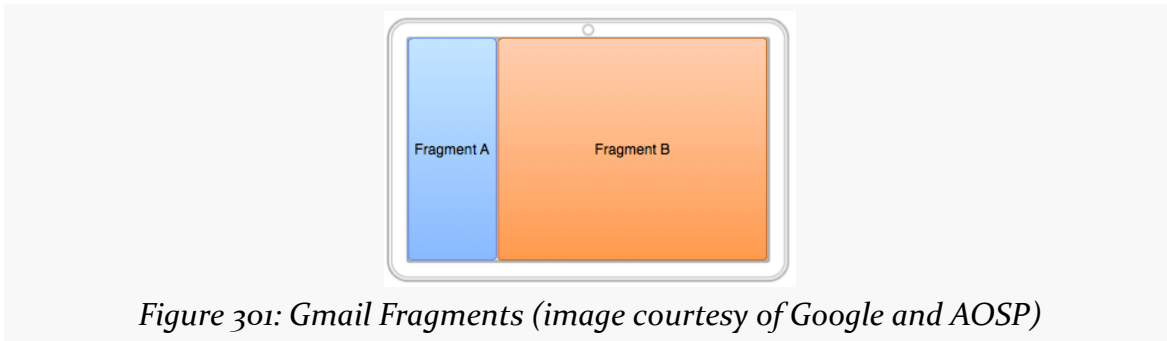 Fragment A
Fragment B
Figure 301: Gmail Fragments (image courtesy of Google and AOSP)